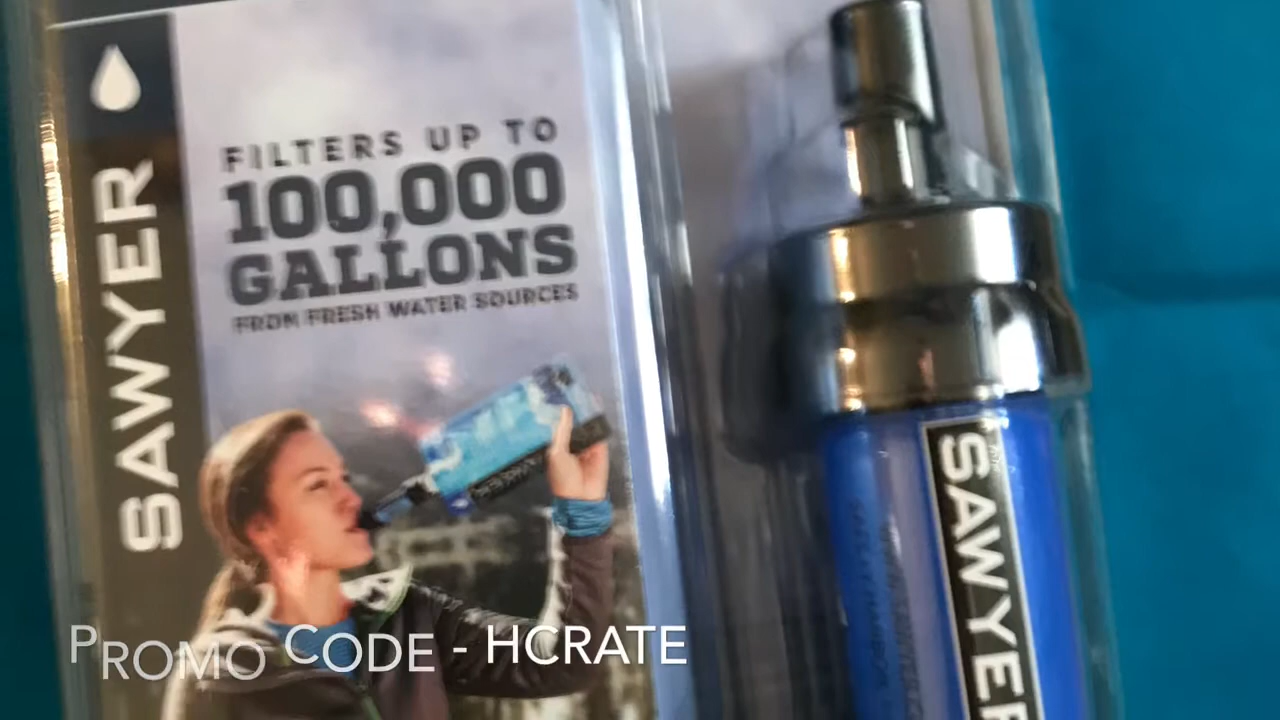 SAWYER
FILTERS UP TO
100,000
GALLONS
FROM FRESH WATER SOURCES
SAWYER
PROMO CODE - HCRATE